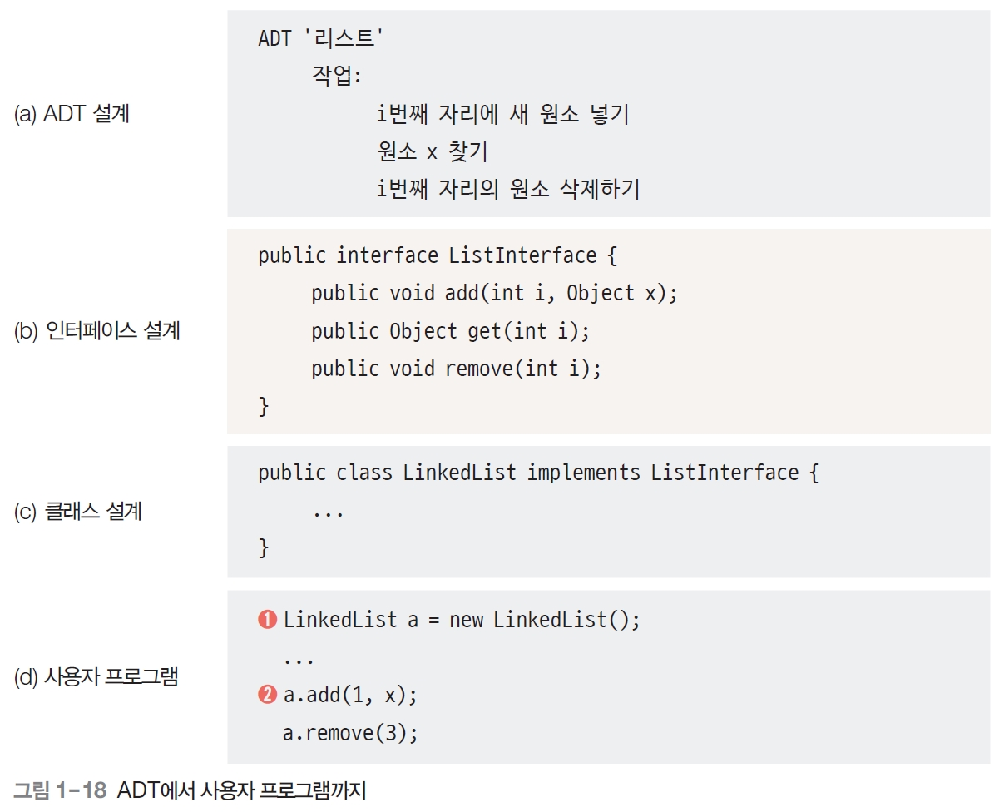 (a) ADT 설계
ADT '리스트'
작업:
i번째 자리에 새 원소 넣기
원소 x 찾기
i번째 자리의 원소 삭제하기
(b) 인터페이스 설계
public interface ListInterface {
public void add(int i, Object x);
public Object get(int i);
public void remove(int i);
}
(c) 클래스 설계
public class LinkedList implements ListInterface {
...
}
(d) 사용자 프로그램
❶ LinkedList a = new LinkedList();
...
❷ a.add(1, x);
a.remove(3);
그림 1-18 ADT에서 사용자 프로그램까지